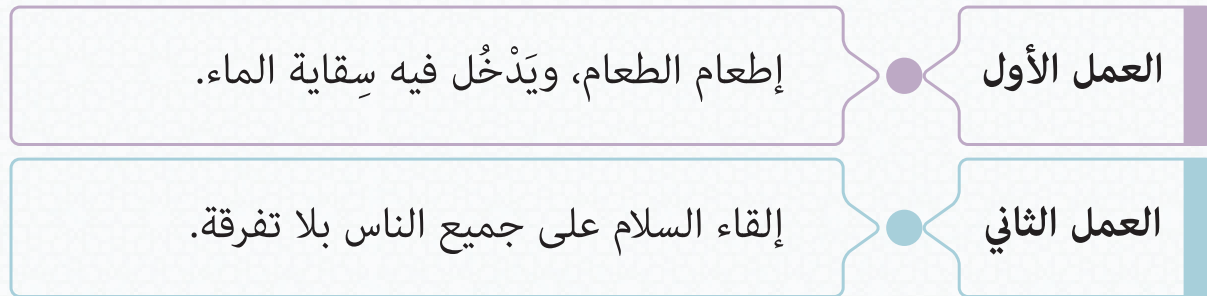 العمل الأول
إطعام الطعام، ويَدْخُل فيه سِقاية الماء.
العمل الثاني
إلقاء السلام على جميع الناس بلا تفرقة.